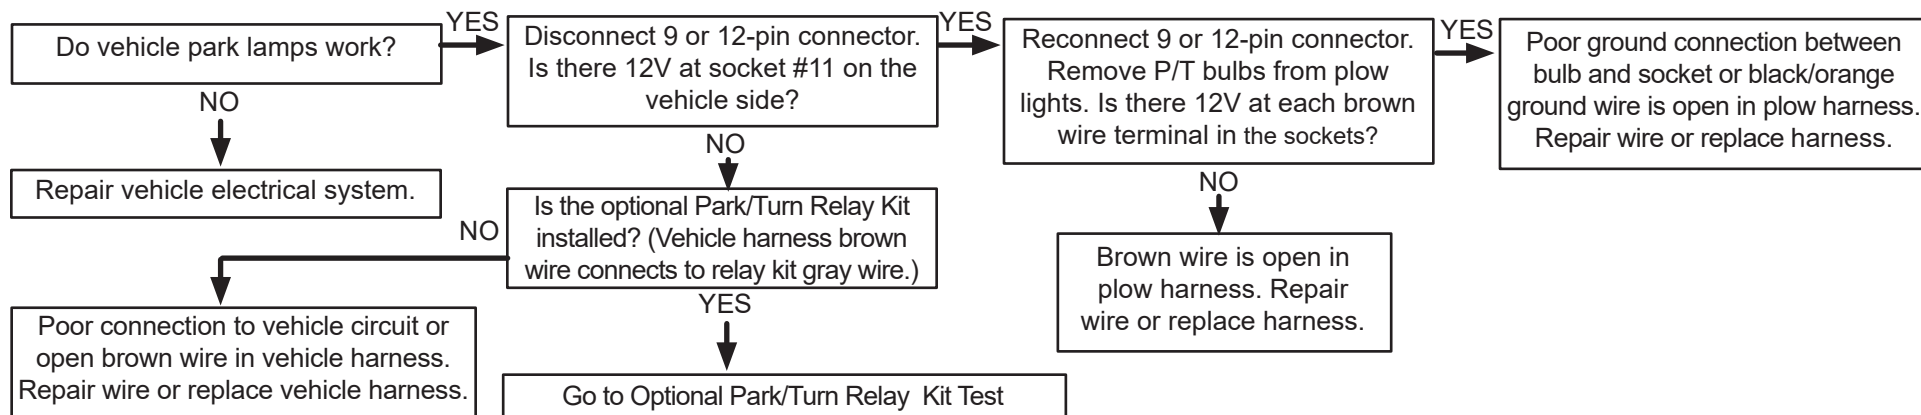 Do vehicle park lamps work?
YES
Disconnect 9 or 12-pin connector.
Is there 12V at socket #11 on the
vehicle side?
YES
Reconnect 9 or 12-pin connector.
Remove P/T bulbs from plow
lights. Is there 12V at each brown
wire terminal in the sockets?
YES
Poor ground connection between
bulb and socket or black/orange
ground wire is open in plow harness.
Repair wire or replace harness.
NO
Repair vehicle electrical system.
NO
Is the optional Park/Turn Relay Kit
installed? (Vehicle harness brown
wire connects to relay kit gray wire.)
NO
Brown wire is open in
plow harness. Repair
wire or replace harness.
NO
Poor connection to vehicle circuit or
open brown wire in vehicle harness.
Repair wire or replace vehicle harness.
YES
Go to Optional Park/Turn Relay Kit Test